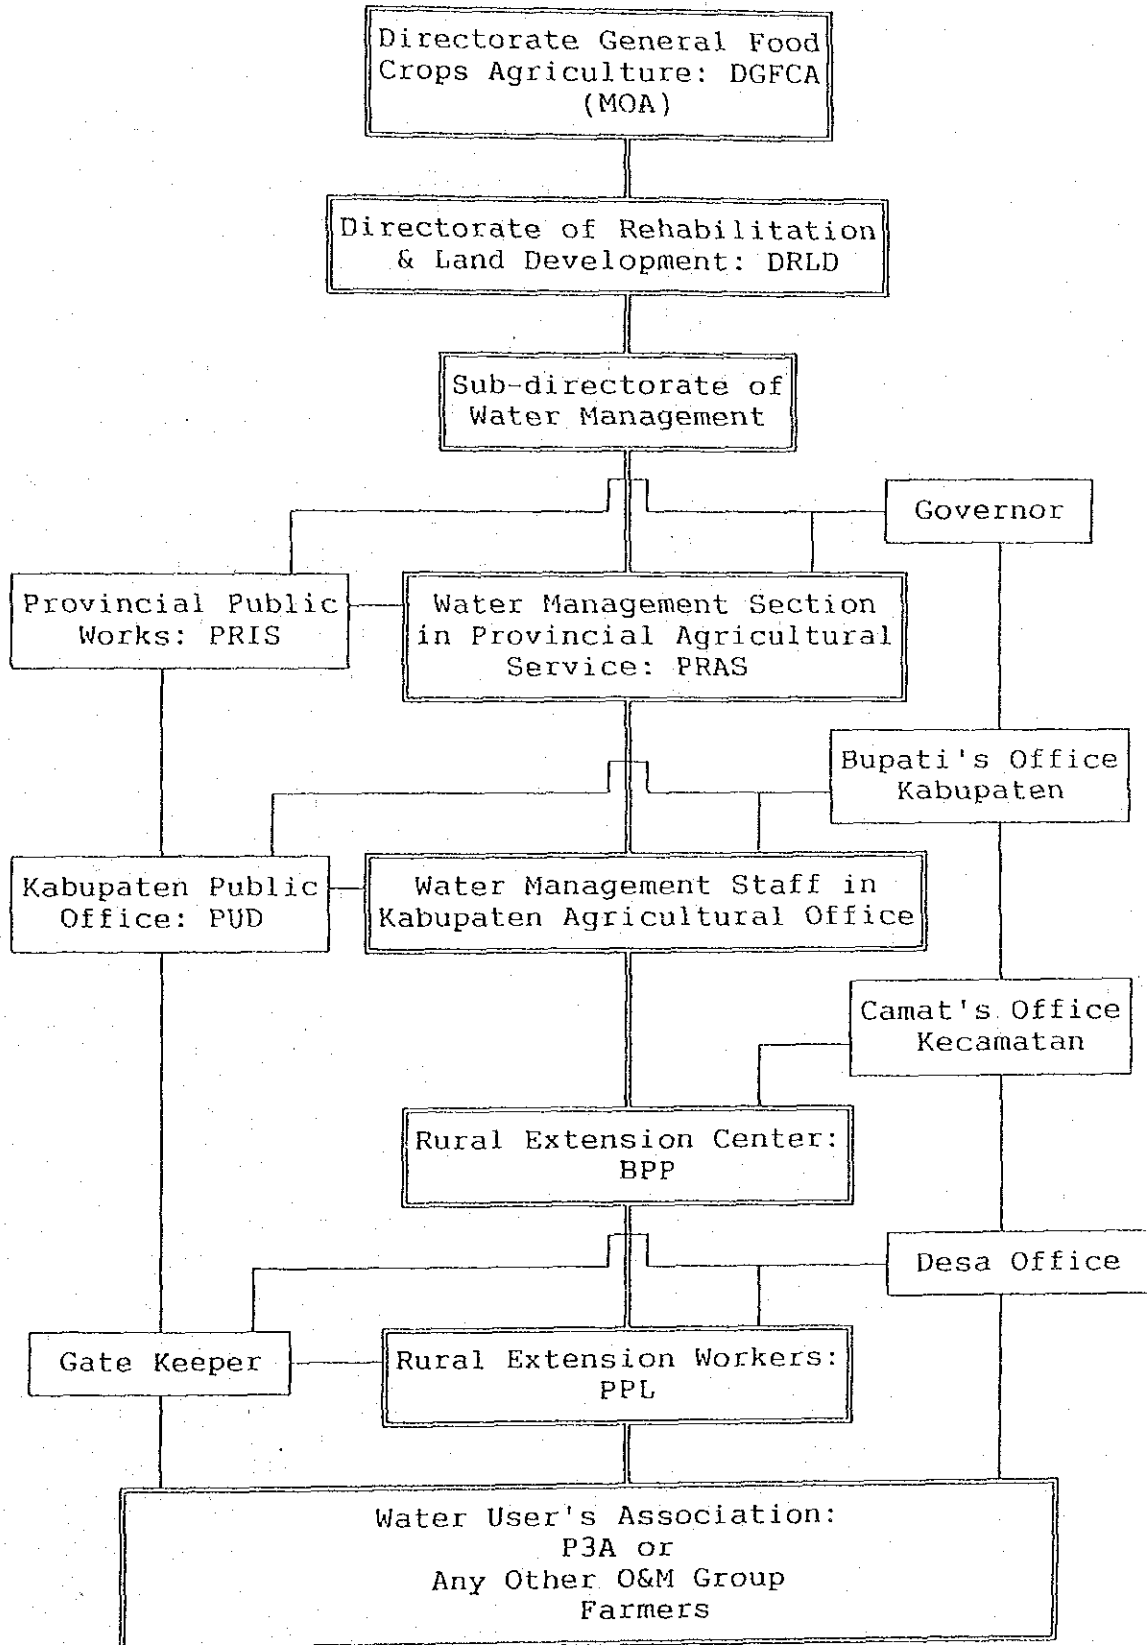 Directorate General Food
Crops Agriculture: DGFCA
(MOA)
Directorate of Rehabilitation
& Land Development: DRLD
Sub-directorate of
Water Management
Governor
Provincial Public
Works: PRIS
Water Management Section
in Provincial Agricultural
Service: PRAS
Bupati's Office
Kabupaten
Kabupaten Public
Office: PUD
Water Management Staff in
Kabupaten Agricultural Office
Camat's Office
Kecamatan
Rural Extension Center:
BPP
Desa Office
Gate Keeper
Rural Extension Workers:
PPL
Water User's Association:
P3A or
Any Other O&M Group
Farmers